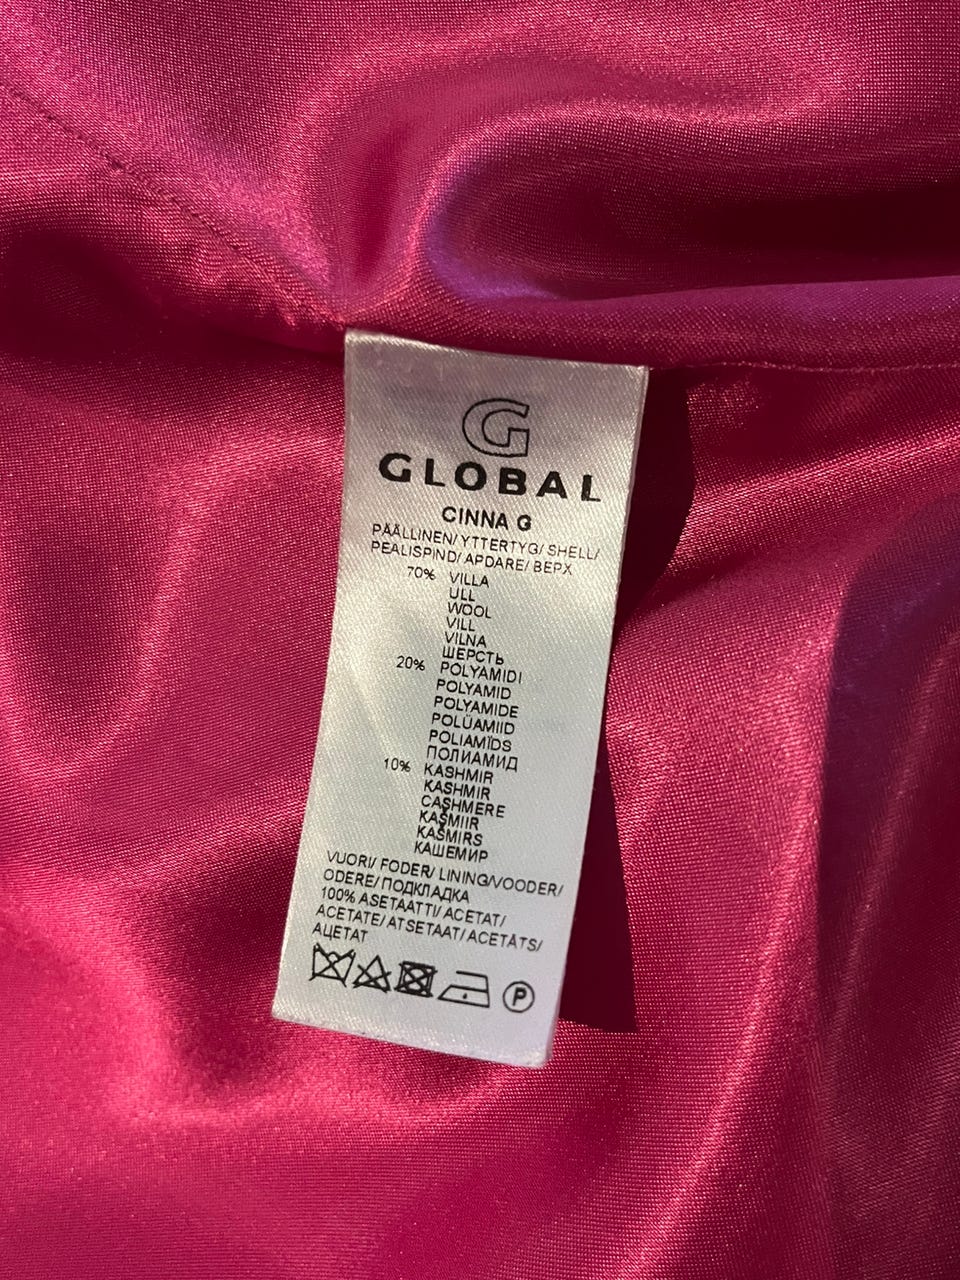 G
GLOBAL
CINNA G
PÄÄLLINEN/ YTTERTYG/ SHELL/
PEALISPIND/ APDARE/ ВЕРХ
70% VILLA
ULL
WOOL
VILL
VILNA
ШЕРСТЬ
20% POLYAMIDI
POLYAMID
POLYAMIDE
POLÜAMIID
POLIAMĪDS
ПОЛИАМИД
10% KASHMIR
KASHMIR
CASHMERE
KAŠMIIR
KAŠMIRS
КАШЕМИР
VUORI/ FODER/ LINING/VOODER/
ODERE/ ПОДКЛАДКА
100% ASETAATTI/ ACETAT/
ACETATE/ ATSETAAT/ ACETĀTS/
АЦЕТАТ
P